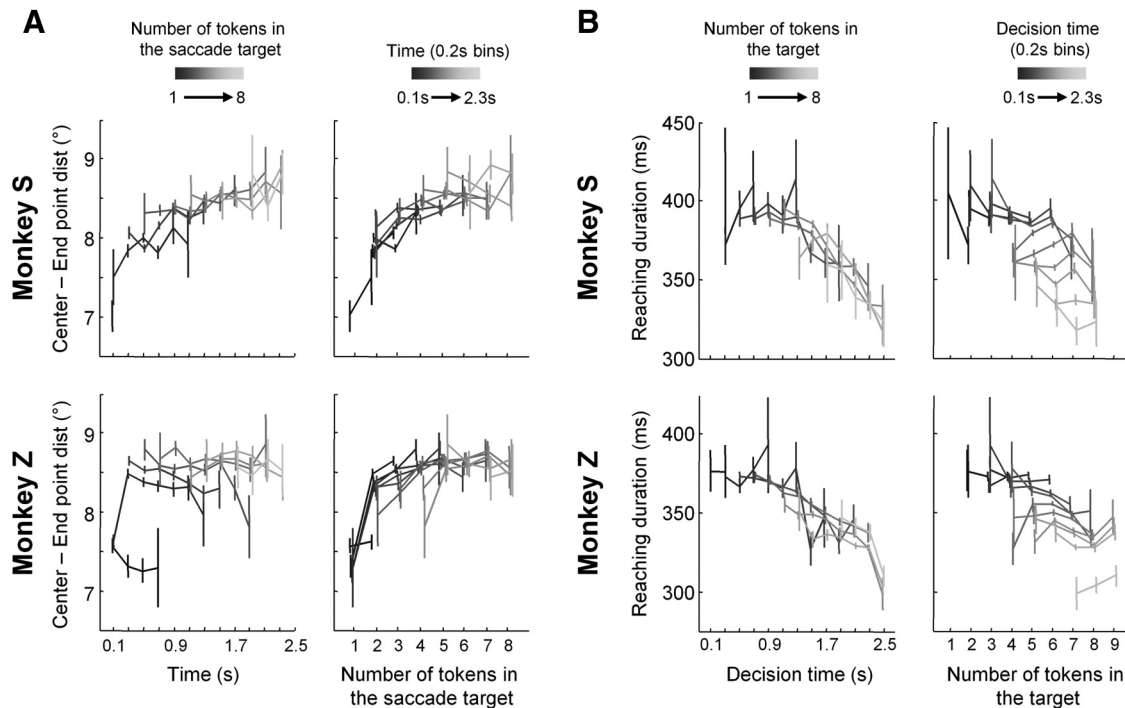 A
Number of tokens in
the saccade target
1 8
Time (0.2s bins)
0.1s 2.3s
B
Number of tokens in
the target
1 8
Decision time
(0.2s bins)
0.1s 2.3s
Monkey S
Center – End point dist (°)
9
8
7
Monkey S
Reaching duration (ms)
450
400
350
300
Monkey Z
Center – End point dist (°)
9
8
7
0.1 0.9 1.7 2.5
Time (s)
1 2 3 4 5 6 7 8
Number of tokens in
the saccade target
Monkey Z
Reaching duration (ms)
400
350
300
0.1 0.9 1.7 2.5
Decision time (s)
1 2 3 4 5 6 7 8 9
Number of tokens in
the target